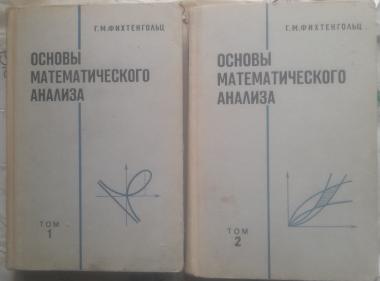 Г.М.ФИХТЕНГОЛЬЦ
ОСНОВЫ
МАТЕМАТИЧЕСКОГО
АНАЛИЗА
ТОМ
1
Г.М.ФИХТЕНГОЛЬЦ
ОСНОВЫ
МАТЕМАТИЧЕСКОГО
АНАЛИЗА
ТОМ
2